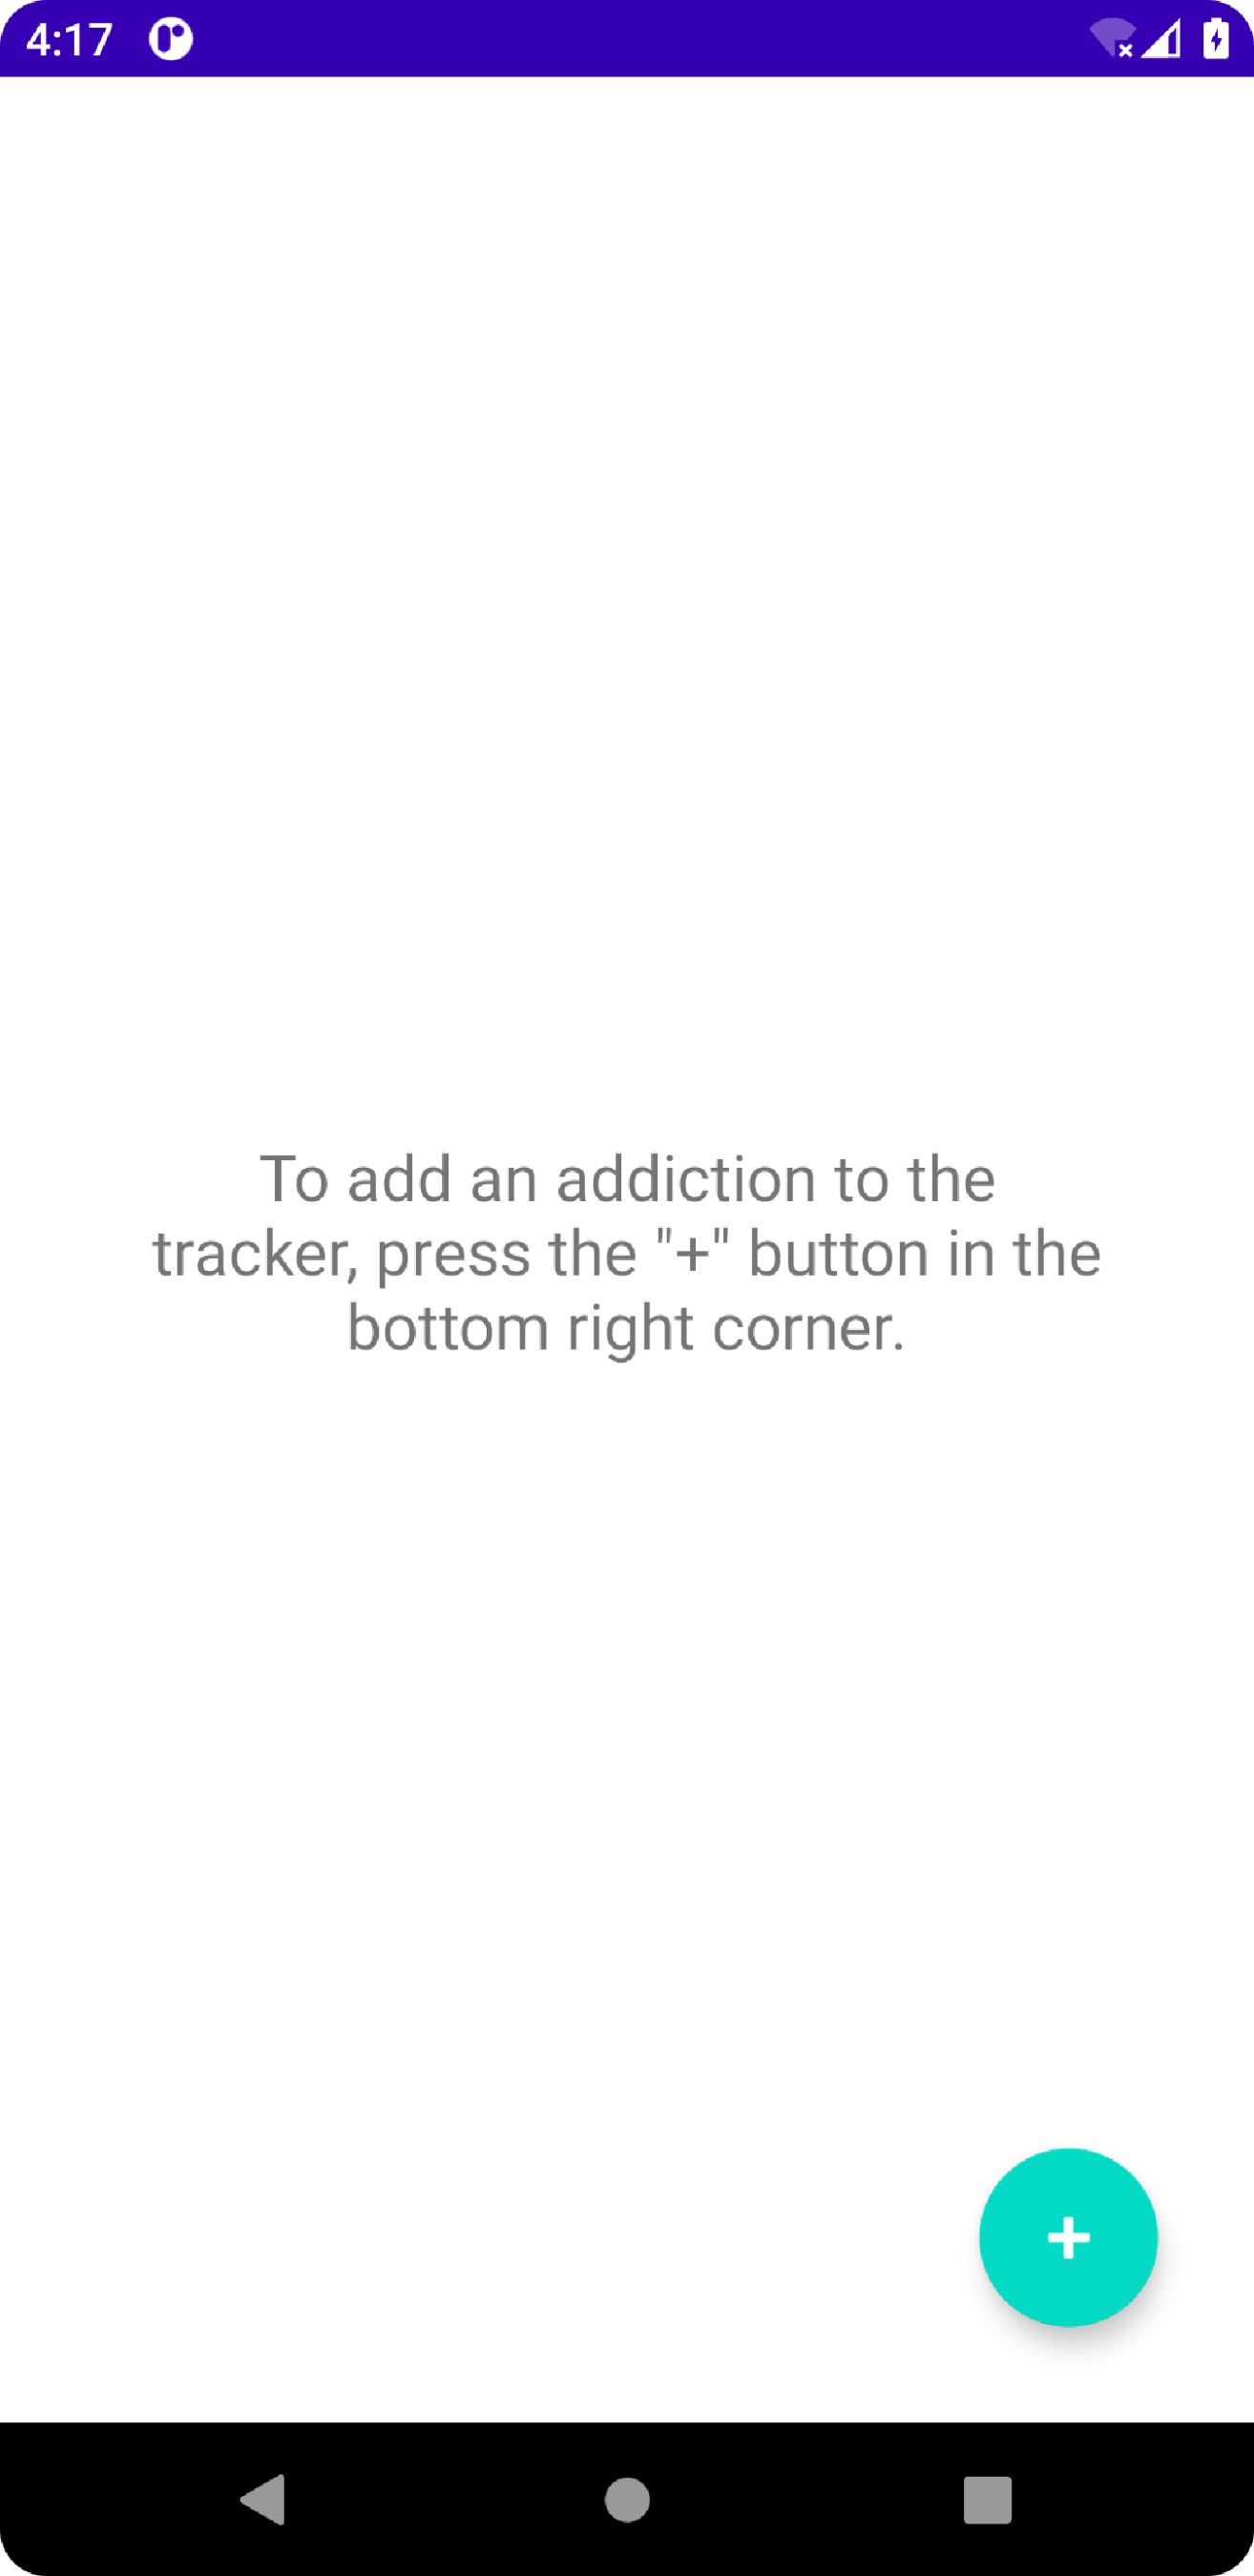 4:17
To add an addiction to the
tracker, press the "+" button in the
bottom right corner.